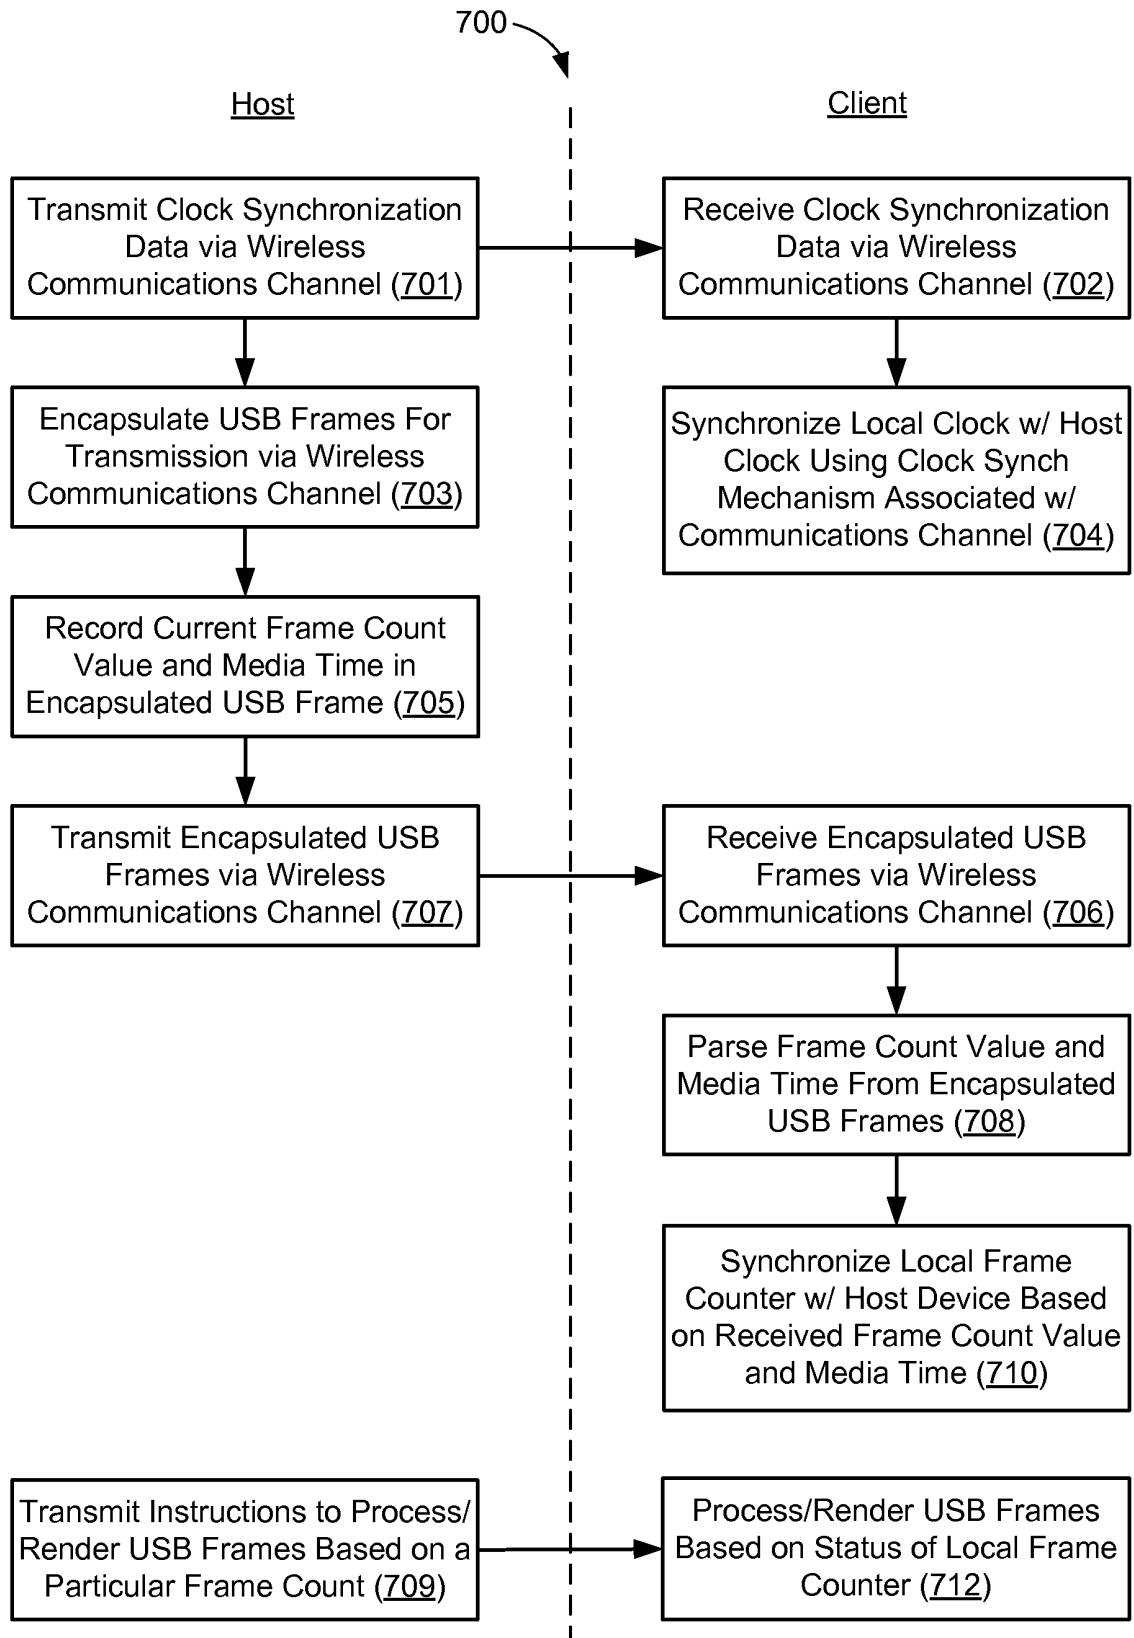 700
Host
Client
Transmit Clock Synchronization
Data via Wireless
Communications Channel (701)
Receive Clock Synchronization
Data via Wireless
Communications Channel (702)
Encapsulate USB Frames For
Transmission via Wireless
Communications Channel (703)
Synchronize Local Clock w/ Host
Clock Using Clock Synch
Mechanism Associated w/
Communications Channel (704)
Record Current Frame Count
Value and Media Time in
Encapsulated USB Frame (705)
Transmit Encapsulated USB
Frames via Wireless
Communications Channel (707)
Receive Encapsulated USB
Frames via Wireless
Communications Channel (706)
Parse Frame Count Value and
Media Time From Encapsulated
USB Frames (708)
Synchronize Local Frame
Counter w/ Host Device Based
on Received Frame Count Value
and Media Time (710)
Transmit Instructions to Process/
Render USB Frames Based on a
Particular Frame Count (709)
Process/Render USB Frames
Based on Status of Local Frame
Counter (712)